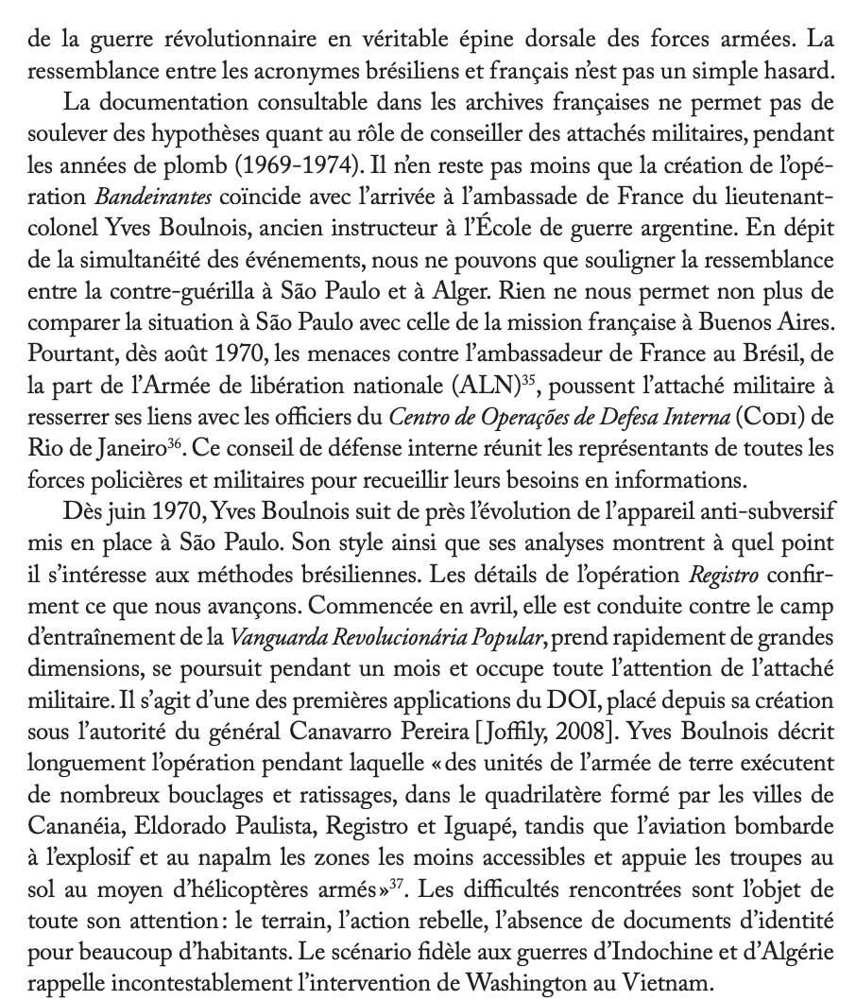 de la guerre révolutionnaire en véritable épine dorsale des forces armées. La
ressemblance entre les acronymes brésiliens et français n’est pas un simple hasard.
La documentation consultable dans les archives françaises ne permet pas de
soulever des hypothèses quant au rôle de conseiller des attachés militaires, pendant
les années de plomb (1969-1974). Il n’en reste pas moins que la création de l’opé-
ration Bandeirantes coïncide avec l’arrivée à l’ambassade de France du lieutenant-
colonel Yves Boulnois, ancien instructeur à l’École de guerre argentine. En dépit
de la simultanéité des événements, nous ne pouvons que souligner la ressemblance
entre la contre-guérilla à São Paulo et à Alger. Rien ne nous permet non plus de
comparer la situation à São Paulo avec celle de la mission française à Buenos Aires.
Pourtant, dès août 1970, les menaces contre l’ambassadeur de France au Brésil, de
la part de l’Armée de libération nationale (ALN)35, poussent l’attaché militaire à
resserrer ses liens avec les officiers du Centro de Operações de Defesa Interna (CODI) de
Rio de Janeiro36. Ce conseil de défense interne réunit les représentants de toutes les
forces policières et militaires pour recueillir leurs besoins en informations.
Dès juin 1970, Yves Boulnois suit de près l’évolution de l’appareil anti-subversif
mis en place à São Paulo. Son style ainsi que ses analyses montrent à quel point
il s’intéresse aux méthodes brésiliennes. Les détails de l’opération Registro confir-
ment ce que nous avançons. Commencée en avril, elle est conduite contre le camp
d’entraînement de la Vanguarda Revolucionária Popular, prend rapidement de grandes
dimensions, se poursuit pendant un mois et occupe toute l’attention de l’attaché
militaire. Il s’agit d’une des premières applications du DOI, placé depuis sa création
sous l’autorité du général Canavarro Pereira [Joffily, 2008]. Yves Boulnois décrit
longuement l’opération pendant laquelle « des unités de l’armée de terre exécutent
de nombreux bouclages et ratissages, dans le quadrilatère formé par les villes de
Cananéia, Eldorado Paulista, Registro et Iguapé, tandis que l’aviation bombarde
à l’explosif et au napalm les zones les moins accessibles et appuie les troupes au
sol au moyen d’hélicoptères armés »37. Les difficultés rencontrées sont l’objet de
toute son attention : le terrain, l’action rebelle, l’absence de documents d’identité
pour beaucoup d’habitants. Le scénario fidèle aux guerres d’Indochine et d’Algérie
rappelle incontestablement l’intervention de Washington au Vietnam.